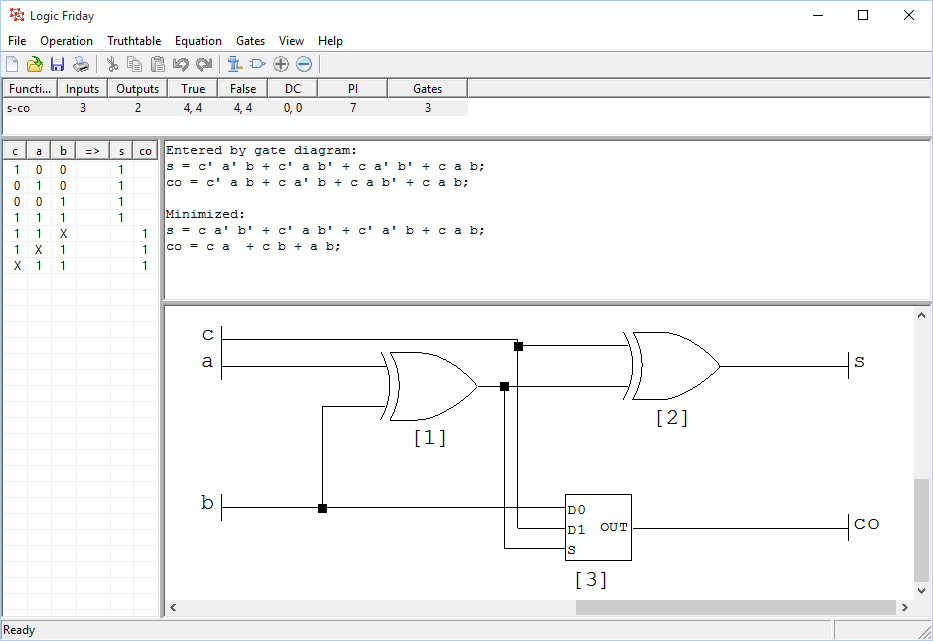 Logic Friday
File Operation Truthtable Equation Gates View Help
Functi... Inputs Outputs True False DC PI Gates
s-co 3 2 4, 4 4, 4 0, 0 7 3
c a b => s co
1 0 0 1
0 1 0 1
0 0 1 1
1 1 1 1
1 1 X 1
1 X 1 1
X 1 1 1
Entered by gate diagram:
s = c' a' b + c' a b' + c a' b' + c a b;
co = c' a b + c a' b + c a b' + c a b;
Minimized:
s = c a' b' + c' a b' + c' a' b + c a b;
co = c a  + c b + a b;
c
a
s
[2]
[1]
b
D0
D1 OUT
S
co
[3]
Ready